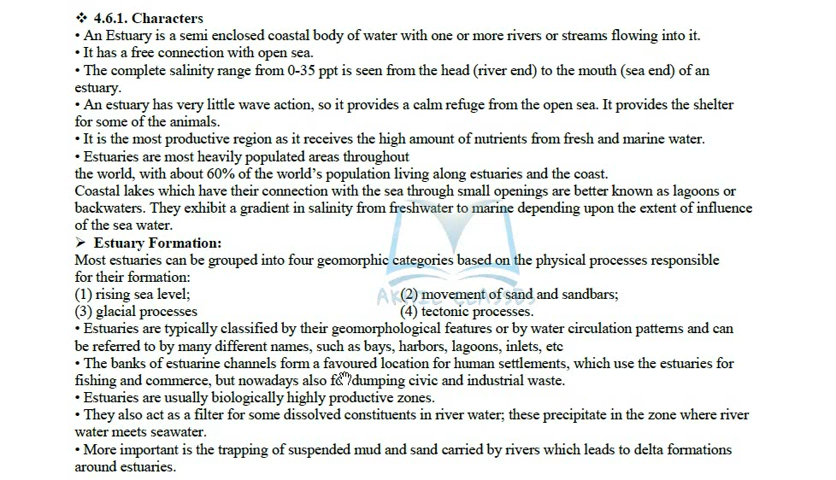 ❖ 4.6.1. Characters
• An Estuary is a semi enclosed coastal body of water with one or more rivers or streams flowing into it.
• It has a free connection with open sea.
• The complete salinity range from 0-35 ppt is seen from the head (river end) to the mouth (sea end) of an
estuary.
• An estuary has very little wave action, so it provides a calm refuge from the open sea. It provides the shelter
for some of the animals.
• It is the most productive region as it receives the high amount of nutrients from fresh and marine water.
• Estuaries are most heavily populated areas throughout
the world, with about 60% of the world's population living along estuaries and the coast.
Coastal lakes which have their connection with the sea through small openings are better known as lagoons or
backwaters. They exhibit a gradient in salinity from freshwater to marine depending upon the extent of influence
of the sea water.
➢ Estuary Formation:
Most estuaries can be grouped into four geomorphic categories based on the physical processes responsible
for their formation:
(1) rising sea level; (2) movement of sand and sandbars;
(3) glacial processes (4) tectonic processes.
• Estuaries are typically classified by their geomorphological features or by water circulation patterns and can
be referred to by many different names, such as bays, harbors, lagoons, inlets, etc
• The banks of estuarine channels form a favoured location for human settlements, which use the estuaries for
fishing and commerce, but nowadays also for dumping civic and industrial waste.
• Estuaries are usually biologically highly productive zones.
• They also act as a filter for some dissolved constituents in river water; these precipitate in the zone where river
water meets seawater.
• More important is the trapping of suspended mud and sand carried by rivers which leads to delta formations
around estuaries.